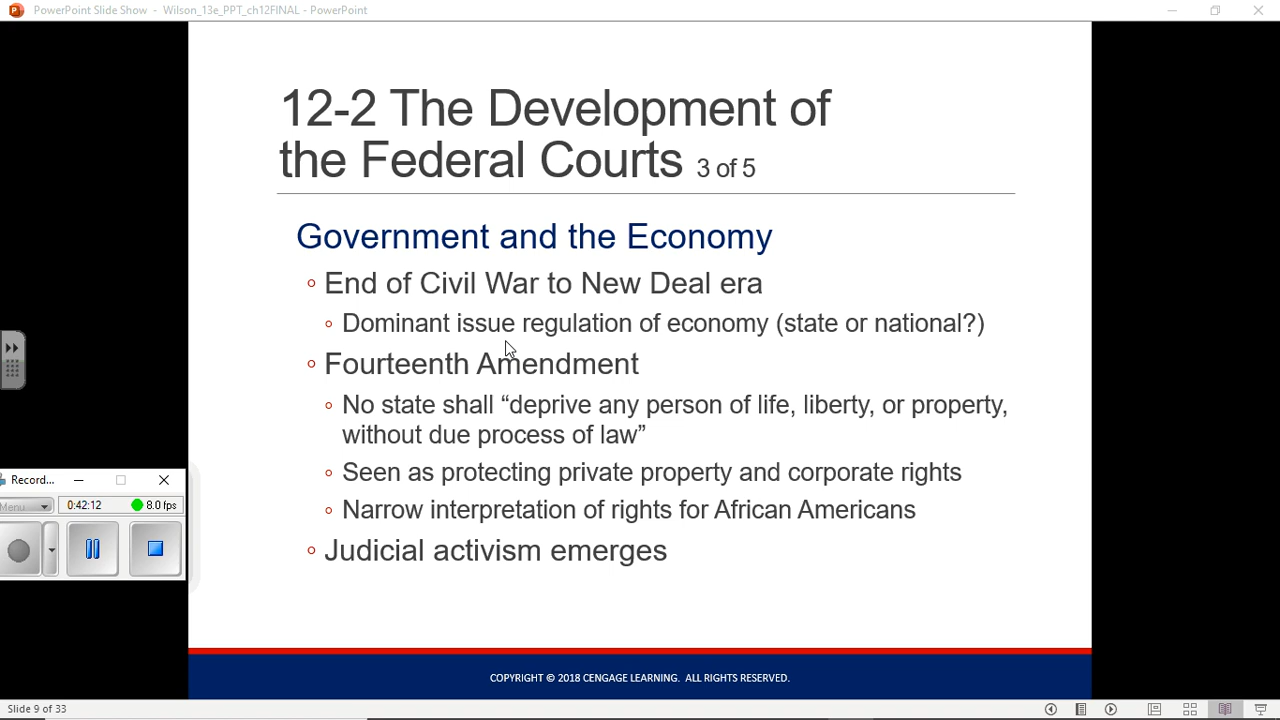 PowerPoint Slide Show - Wilson_13e_PPT_ch12FINAL - PowerPoint
12-2 The Development of
the Federal Courts 3 of 5
Government and the Economy
End of Civil War to New Deal era
Dominant issue regulation of economy (state or national?)
Fourteenth Amendment
No state shall “deprive any person of life, liberty, or property,
without due process of law”
Seen as protecting private property and corporate rights
Narrow interpretation of rights for African Americans
Judicial activism emerges
Record...
Menu
0:42:12
8.0 fps
COPYRIGHT © 2018 CENGAGE LEARNING. ALL RIGHTS RESERVED.
Slide 9 of 33